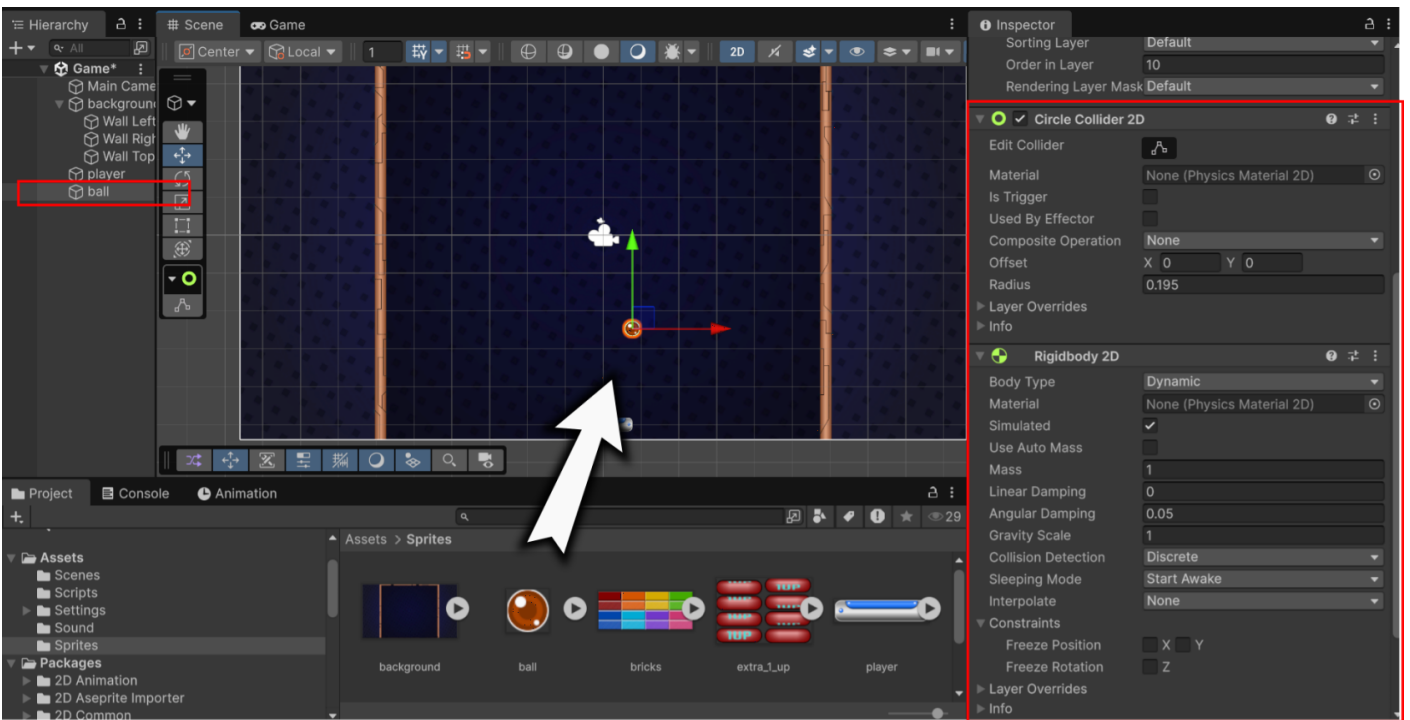 Hierarchy
All
Game*
Main Came
background
Wall Left
Wall Righ
Wall Top
player
ball
Scene
Game
Center
Local
1
2D
Inspector
Sorting Layer Default
Order in Layer 10
Rendering Layer Mask Default
Circle Collider 2D
Edit Collider
Material None (Physics Material 2D)
Is Trigger
Used By Effector
Composite Operation None
Offset X 0 Y 0
Radius 0.195
Layer Overrides
Info
Rigidbody 2D
Body Type Dynamic
Material None (Physics Material 2D)
Simulated
Use Auto Mass
Mass 1
Linear Damping 0
Angular Damping 0.05
Gravity Scale 1
Collision Detection Discrete
Sleeping Mode Start Awake
Interpolate None
Constraints
Freeze Position X Y
Freeze Rotation Z
Layer Overrides
Info
Project
Console
Animation
29
Assets
Scenes
Scripts
Settings
Sound
Sprites
Packages
2D Animation
2D Aseprite Importer
2D Common
Assets > Sprites
1UP
1UP
1UP
background
ball
bricks
extra_1_up
player